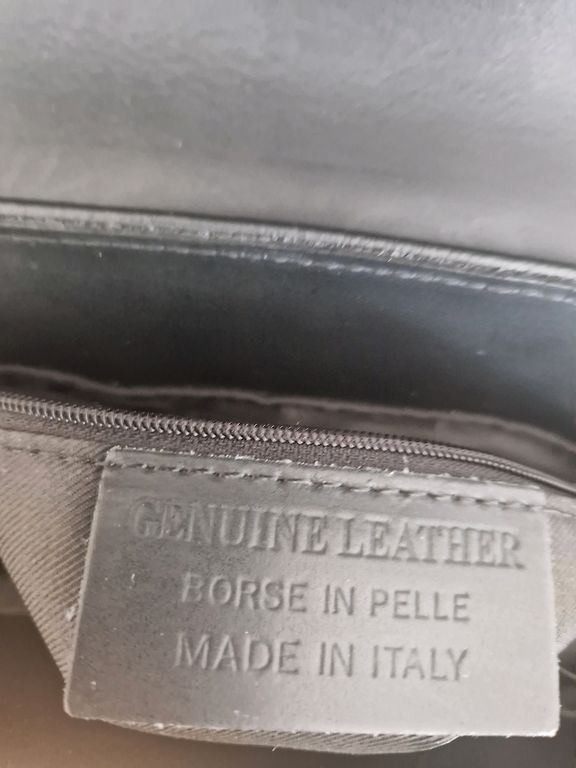 GENUINE LEATHER
BORSE IN PELLE
MADE IN ITALY